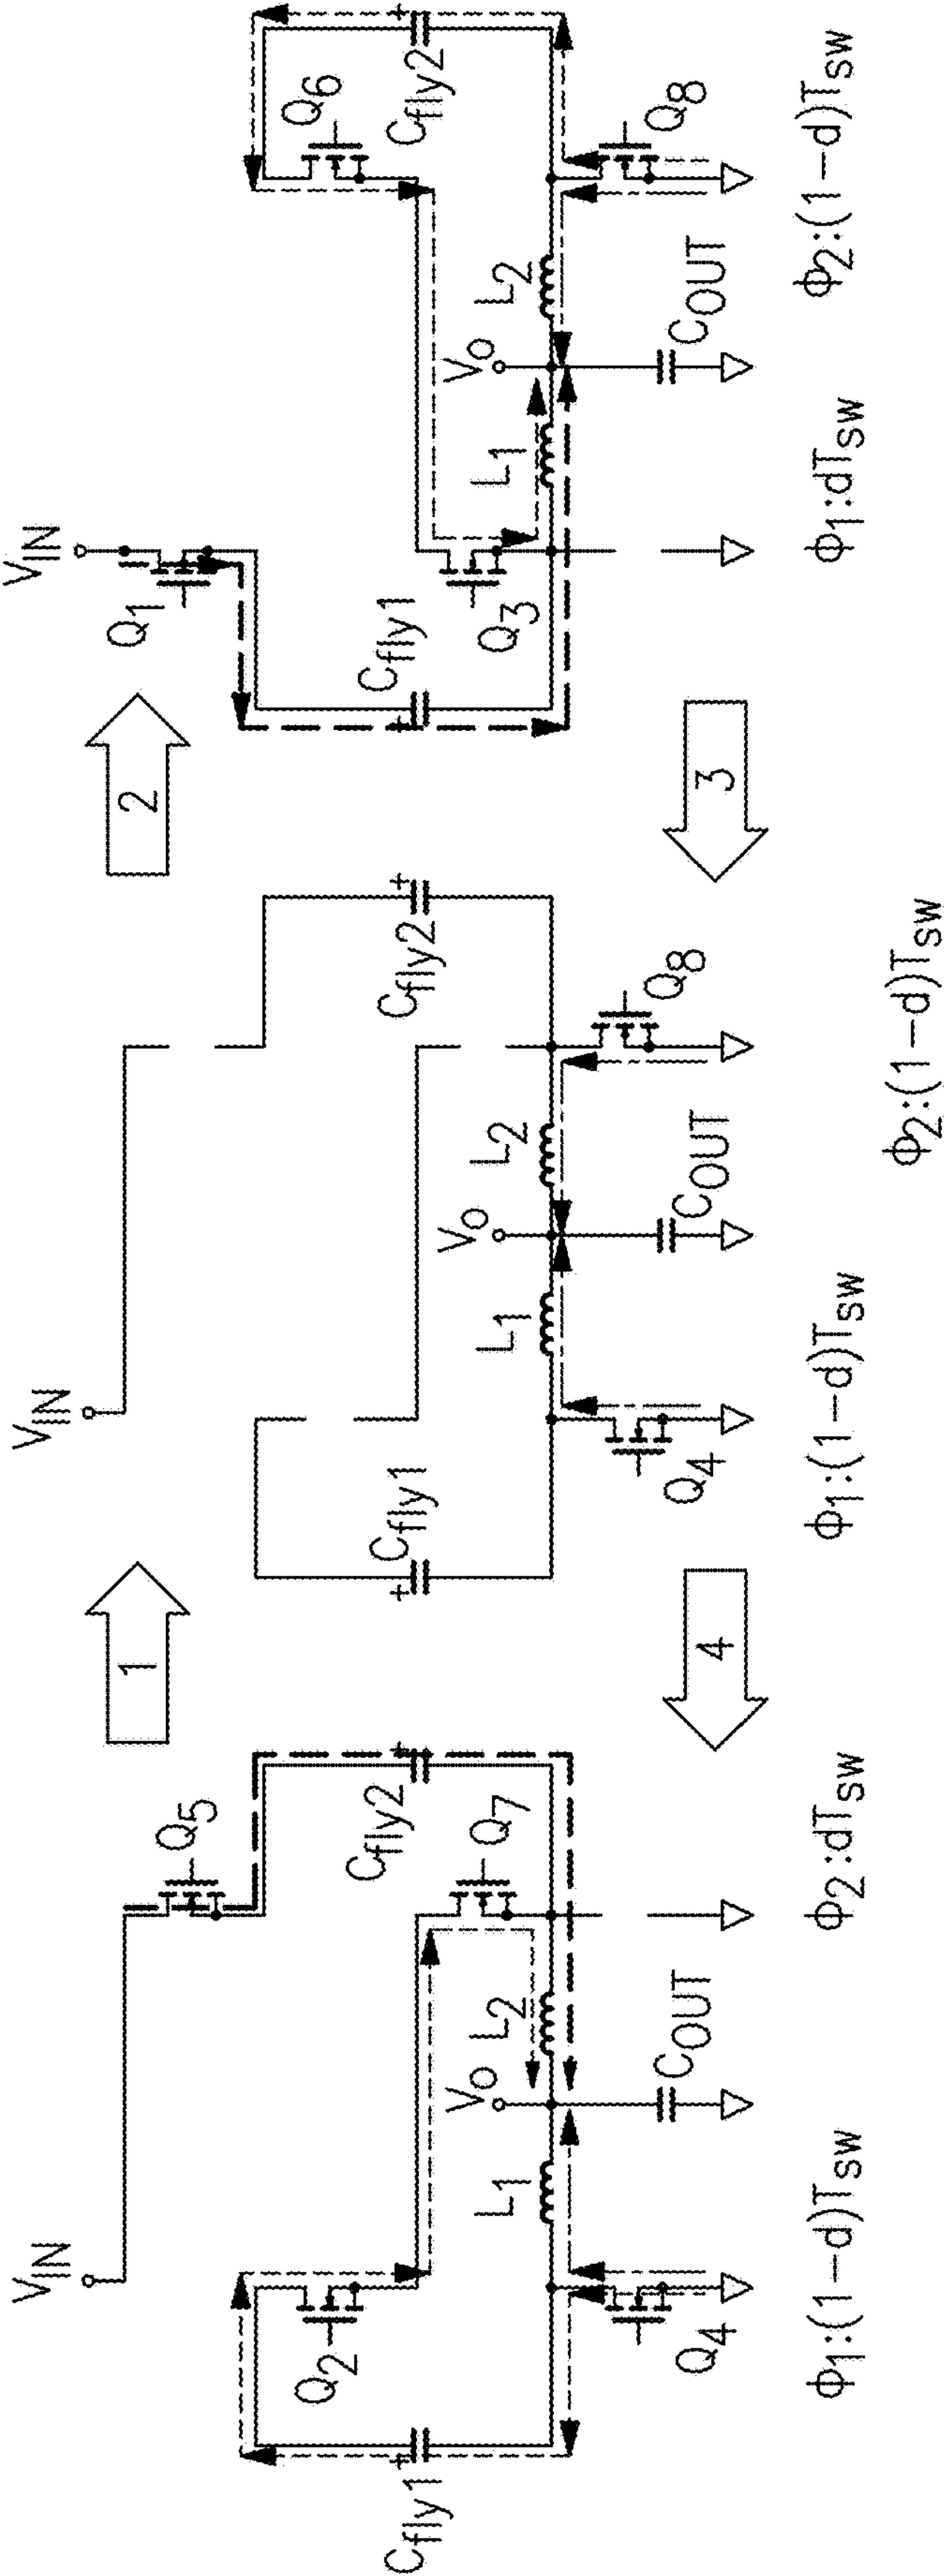 VIN
Q5
Q2
Cfly1
Cfly2
Q7
VO
L1
L2
Q4
COUT
Φ1:(1-d)TSW
Φ2:dTSW
1
4
VIN
Cfly1
Cfly2
VO
L1
L2
Q4
COUT
Q8
Φ1:(1-d)TSW
Φ2:(1-d)TSW
2
3
VIN
Q1
Q6
Cfly1
Cfly2
Q3
VO
L1
L2
COUT
Q8
Φ1:dTSW
Φ2:(1-d)TSW